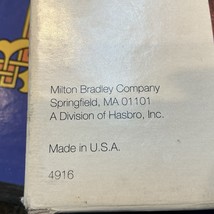 Milton Bradley Company
Springfield, MA 01101
A Division of Hasbro, Inc.
Made in U.S.A.
4916